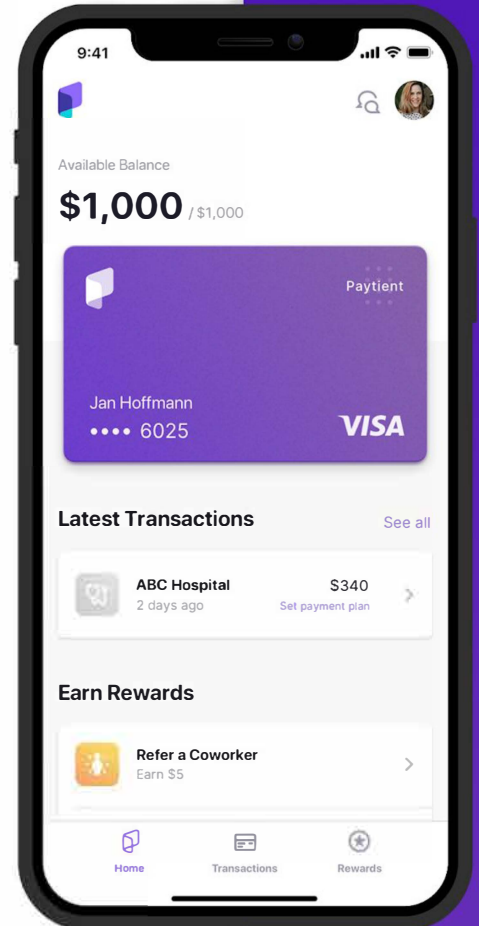 9:41
Available Balance
$1,000 / $1,000
Paytient
Jan Hoffmann
•••• 6025
VISA
Latest Transactions
See all
ABC Hospital
$340
2 days ago
Set payment plan
Earn Rewards
Refer a Coworker
Earn $5
Home
Transactions
Rewards